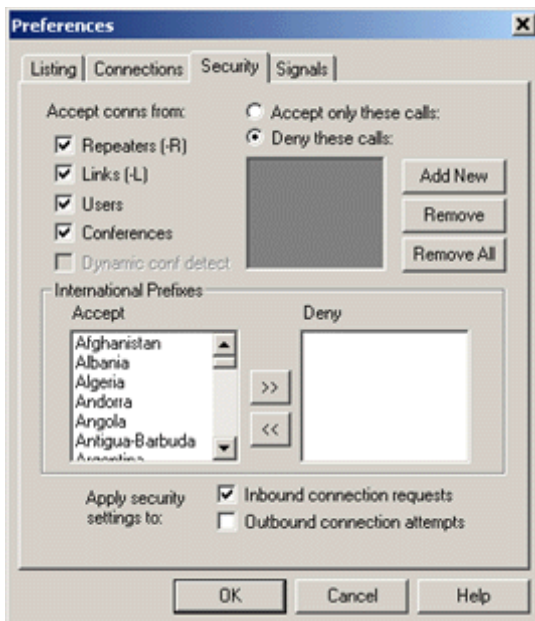 Preferences
Listing Connections Security Signals
Accept conns from:
Repeaters (-R)
Links (-L)
Users
Conferences
Dynamic conf detect
Accept only these calls:
Deny these calls:
Add New
Remove
Remove All
International Prefixes
Accept
Afghanistan
Albania
Algeria
Andorra
Angola
Antigua-Barbuda
Argentina
>>
<<
Deny
Apply security
settings to:
Inbound connection requests
Outbound connection attempts
OK Cancel Help